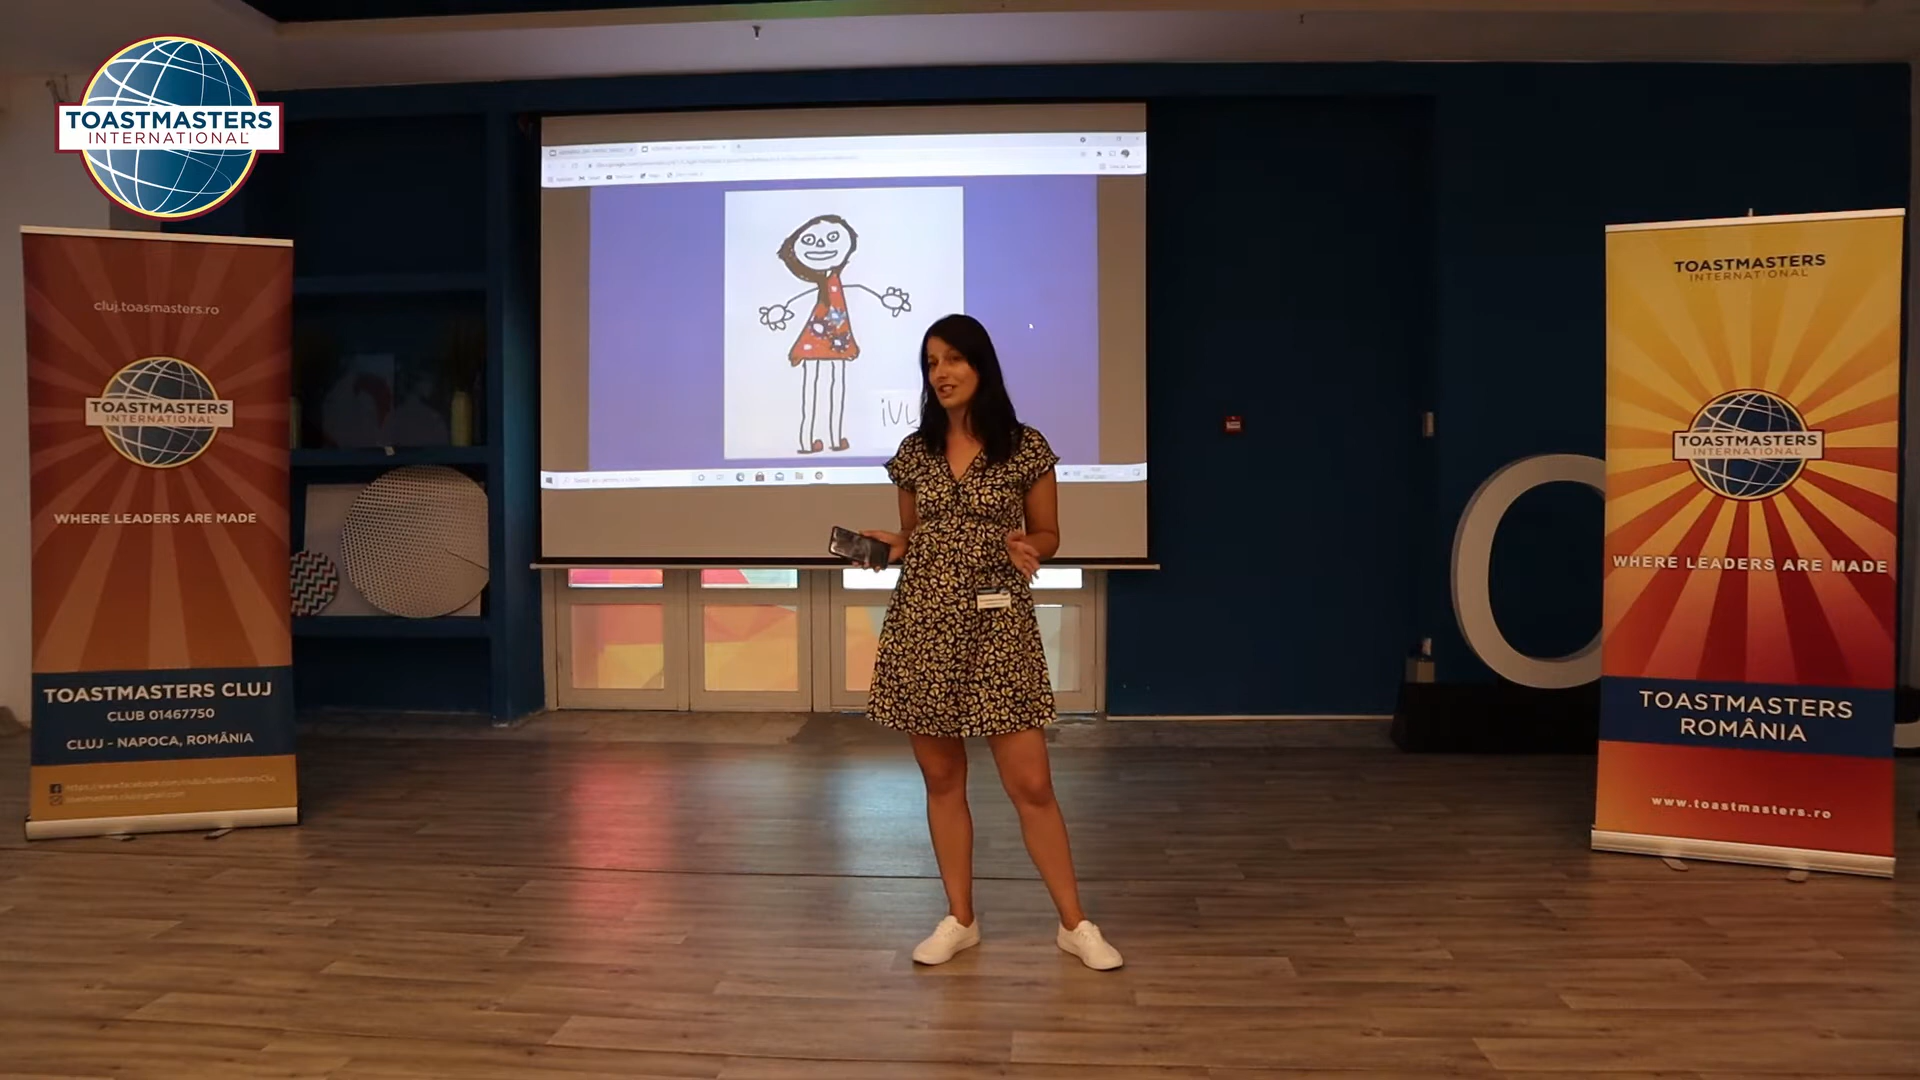 TOASTMASTERS
INTERNATIONAL
cluj.toasmasters.ro
TOASTMASTERS
INTERNATIONAL
WHERE LEADERS ARE MADE
TOASTMASTERS CLUJ
CLUB 01467750
CLUJ - NAPOCA, ROMÂNIA
iVL
TOASTMASTERS
INTERNATIONAL
TOASTMASTERS
INTERNATIONAL
WHERE LEADERS ARE MADE
TOASTMASTERS
ROMÂNIA
www.toastmasters.ro
O